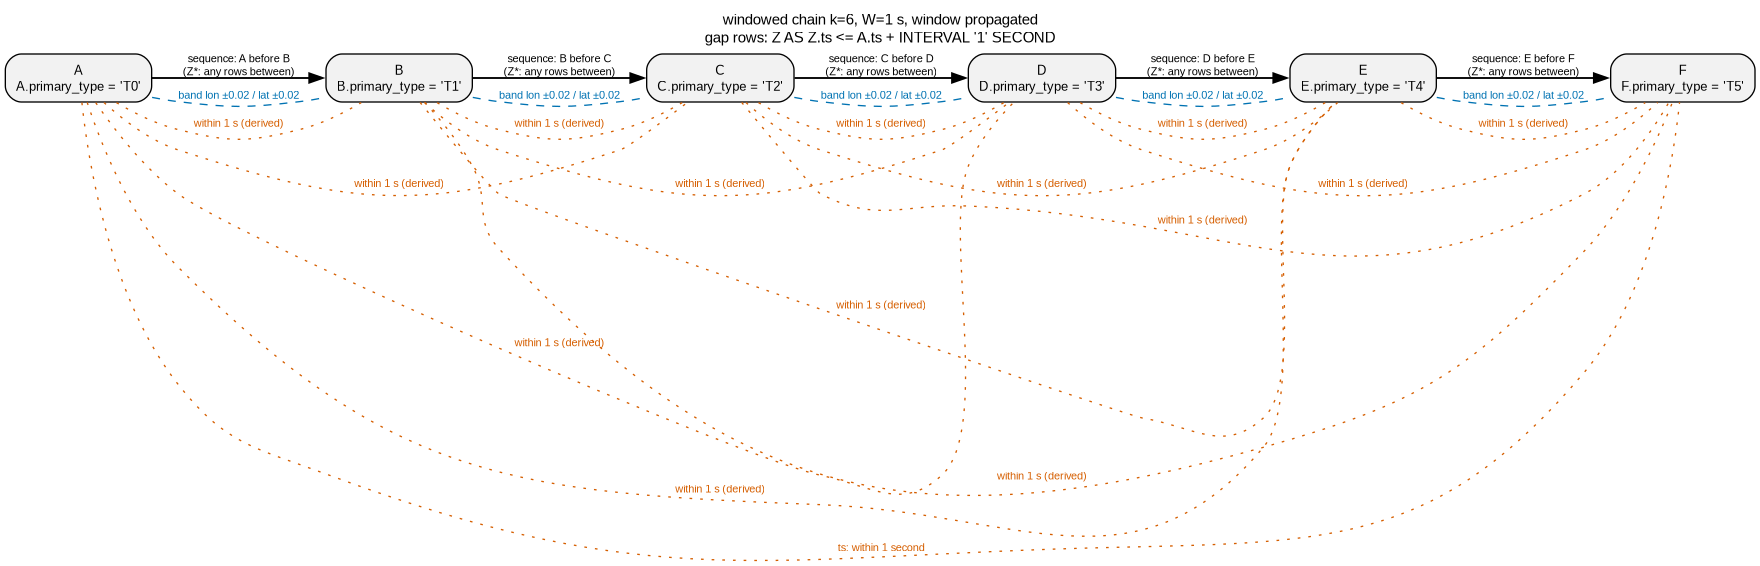 windowed chain k=6, W=1 s, window propagated
gap rows: Z AS Z.ts <= A.ts + INTERVAL '1' SECOND
A
A.primary_type = 'T0'
sequence: A before B
(Z*: any rows between)
band lon ±0.02 / lat ±0.02
B
B.primary_type = 'T1'
sequence: B before C
(Z*: any rows between)
band lon ±0.02 / lat ±0.02
C
C.primary_type = 'T2'
sequence: C before D
(Z*: any rows between)
band lon ±0.02 / lat ±0.02
D
D.primary_type = 'T3'
sequence: D before E
(Z*: any rows between)
band lon ±0.02 / lat ±0.02
E
E.primary_type = 'T4'
sequence: E before F
(Z*: any rows between)
band lon ±0.02 / lat ±0.02
F
F.primary_type = 'T5'
within 1 s (derived)
within 1 s (derived)
within 1 s (derived)
within 1 s (derived)
within 1 s (derived)
within 1 s (derived)
within 1 s (derived)
within 1 s (derived)
within 1 s (derived)
within 1 s (derived)
within 1 s (derived)
within 1 s (derived)
within 1 s (derived)
within 1 s (derived)
ts: within 1 second